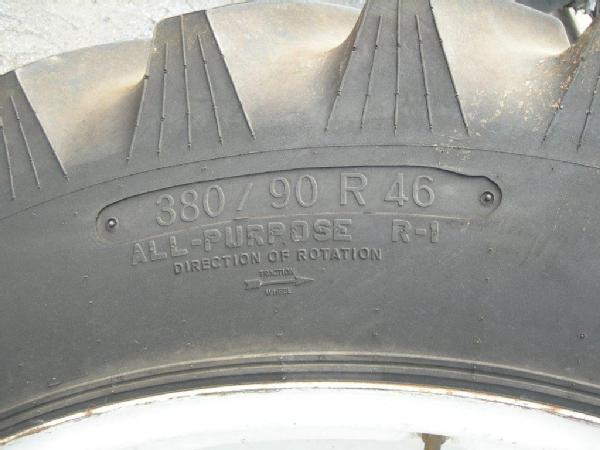 380 / 90 R 46
ALL-PURPOSE R-1
DIRECTION OF ROTATION
TRACTION
WHEEL